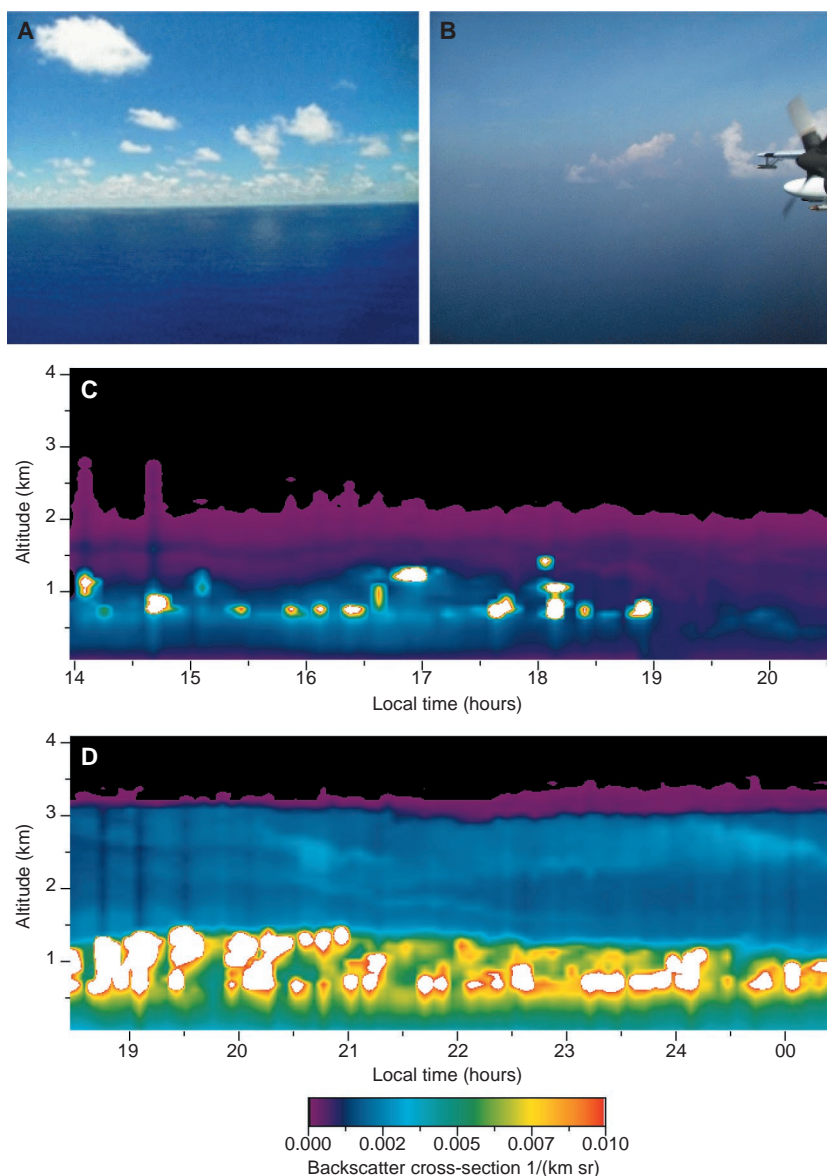 A
B
C
4
3
2
1
Altitude (km)
14 15 16 17 18 19 20
Local time (hours)
D
4
3
2
1
Altitude (km)
19 20 21 22 23 24 00
Local time (hours)
0.000 0.002 0.005 0.007 0.010
Backscatter cross-section 1/(km sr)